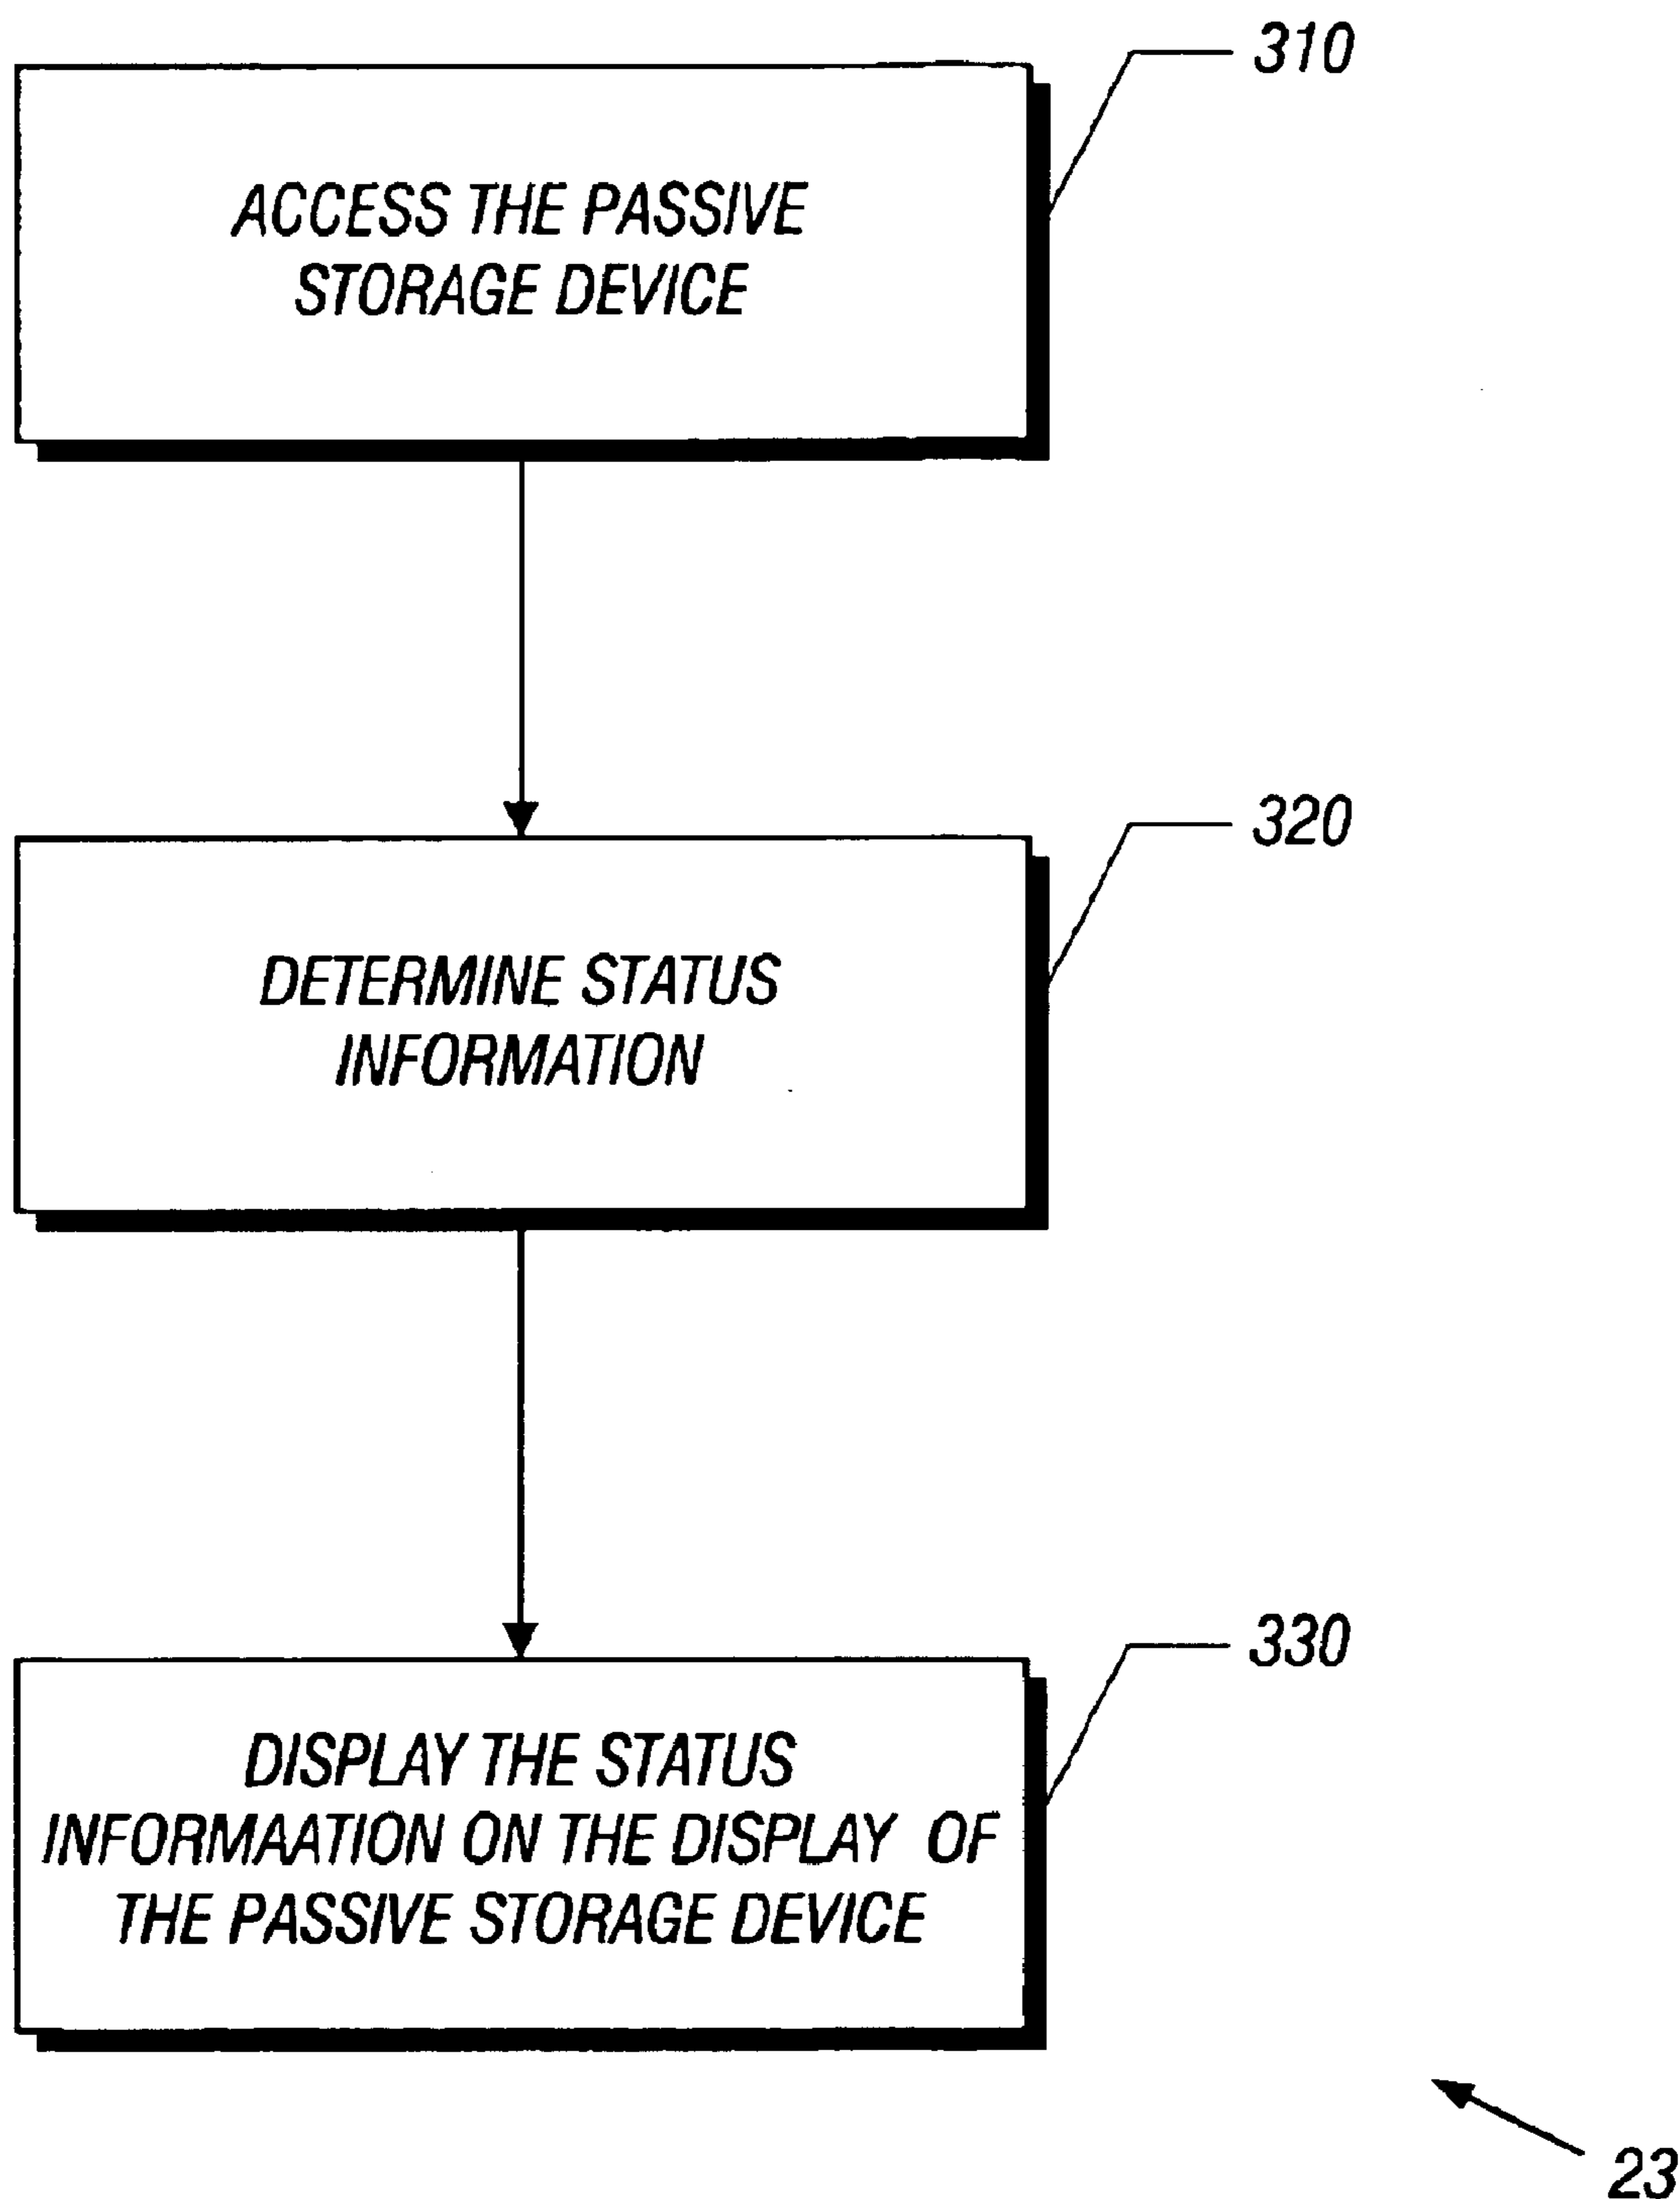 310
ACCESS THE PASSIVE
STORAGE DEVICE
320
DETERMINE STATUS
INFORMATION
330
DISPLAY THE STATUS
INFORMAATION ON THE DISPLAY OF
THE PASSIVE STORAGE DEVICE
23